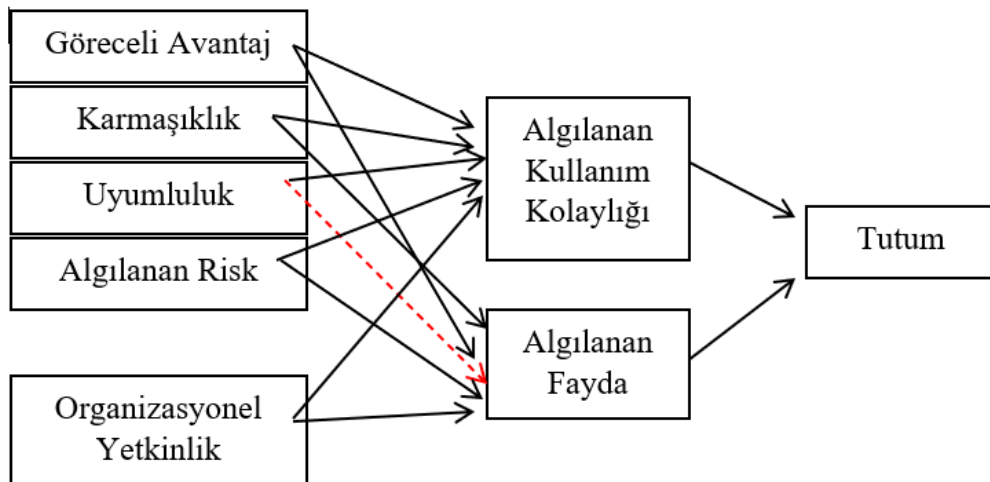 Göreceli Avantaj
Karmaşıklık
Uyumluluk
Algılanan Risk
Organizasyonel
Yetkinlik
Algılanan
Kullanım
Kolaylığı
Algılanan
Fayda
Tutum